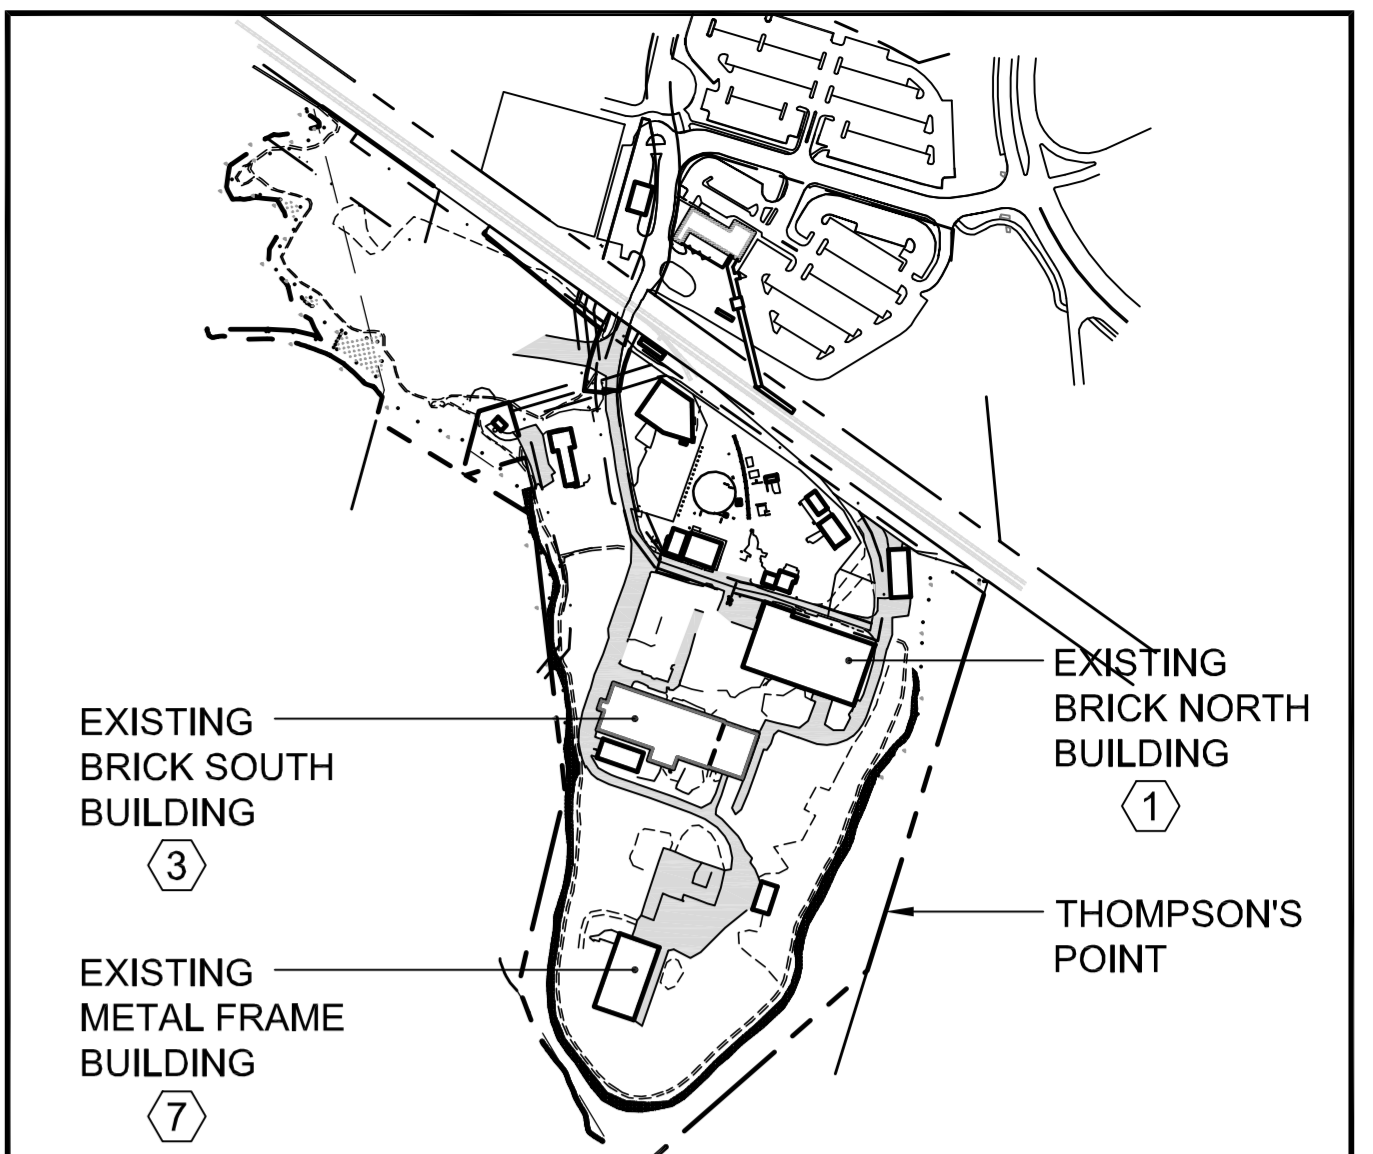 EXISTING
BRICK NORTH
BUILDING
1
EXISTING
BRICK SOUTH
BUILDING
3
THOMPSON'S
POINT
EXISTING
METAL FRAME
BUILDING
7